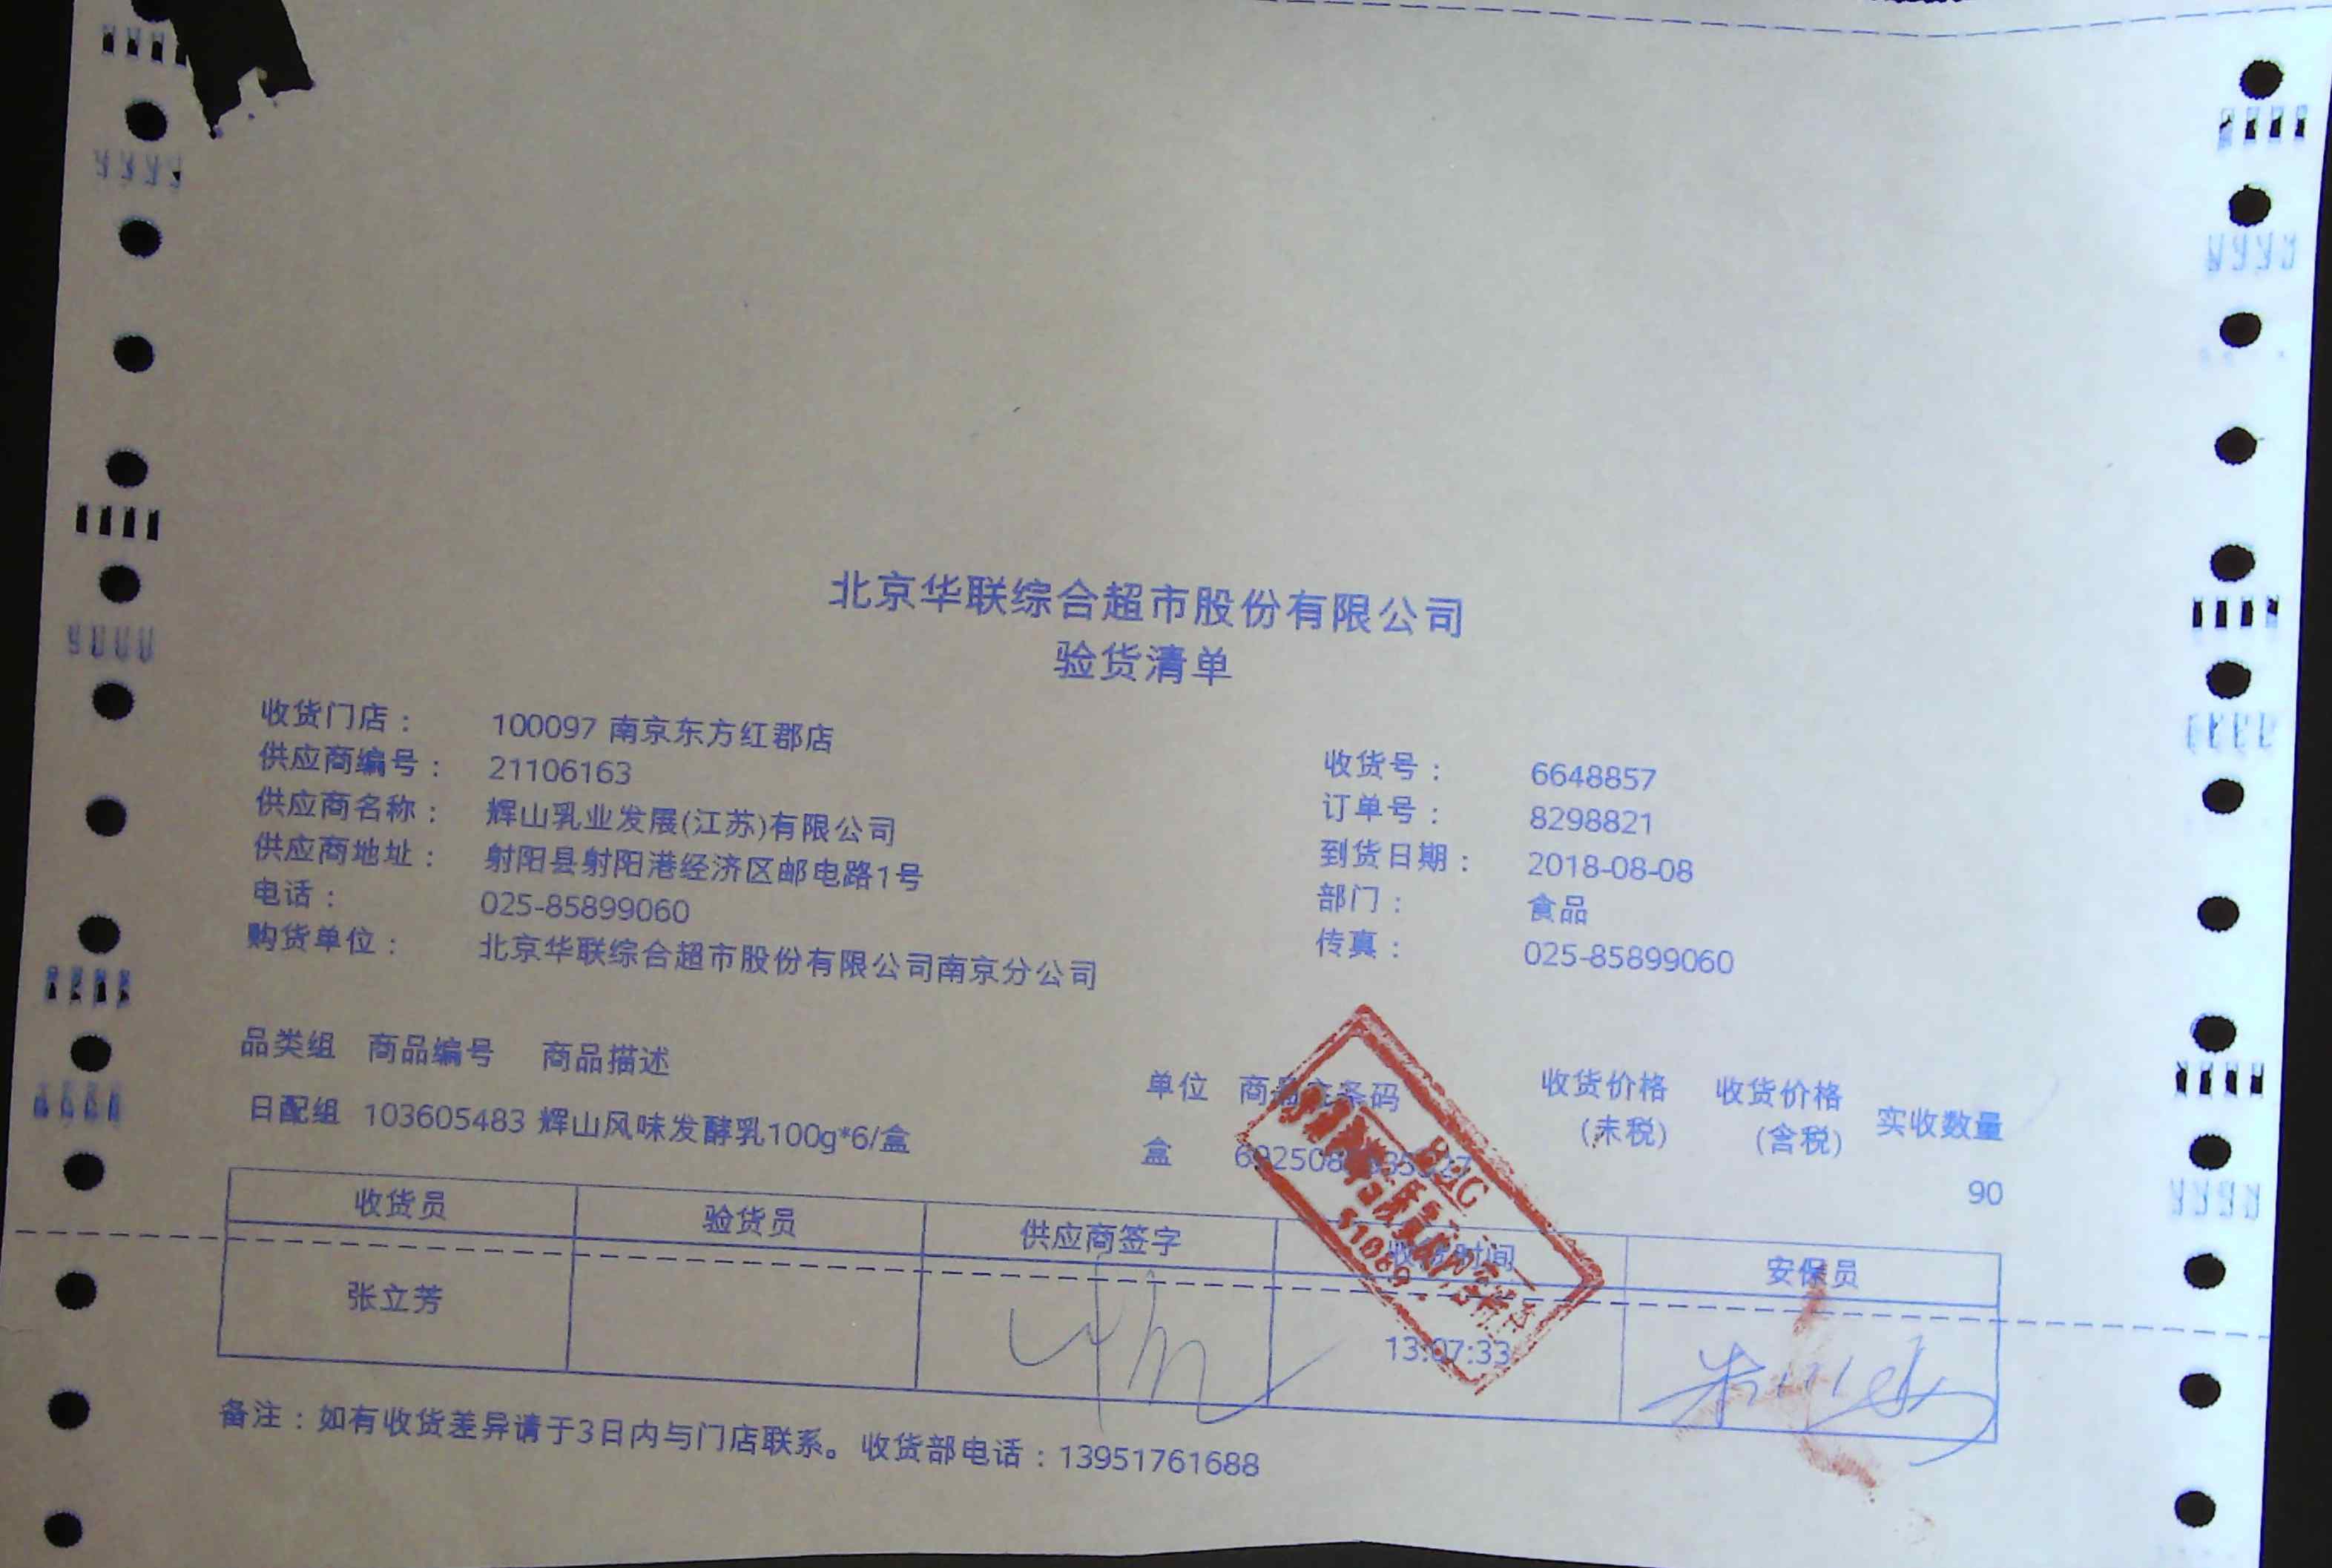 北京华联综合超市股份有限公司
验货清单
收货门店： 100097 南京东方红郡店
供应商编号： 21106163 收货号： 6648857
供应商名称： 辉山乳业发展(江苏)有限公司 订单号： 8298821
供应商地址： 射阳县射阳港经济区邮电路1号 到货日期： 2018-08-08
电话： 025-85899060 部门： 食品
购货单位： 北京华联综合超市股份有限公司南京分公司 传真： 025-85899060
品类组 商品编号 商品描述 单位 商品主条码 收货价格(未税) 收货价格(含税) 实收数量
日配组 103605483 辉山风味发酵乳100g*6/盒 盒 90
收货员 验货员 供应商签字 收货时间 安保员
张立芳 13:07:33
备注：如有收货差异请于3日内与门店联系。收货部电话：13951761688
BHG